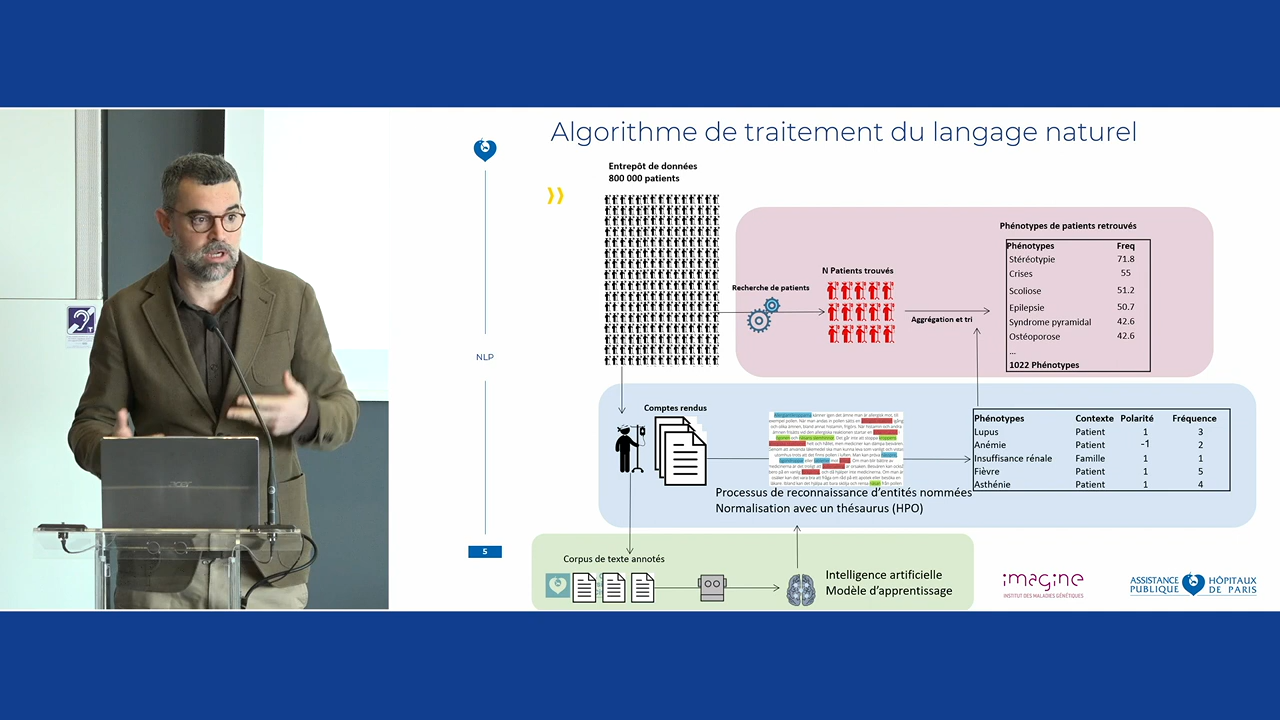 Algorithme de traitement du langage naturel
Entrepôt de données
800 000 patients
Recherche de patients
N Patients trouvés
Aggrégation et tri
Phénotypes de patients retrouvés
Phénotypes Freq
Stéréotypie 71.8
Crises 55
Scoliose 51.2
Epilepsie 50.7
Syndrome pyramidal 42.6
Ostéoporose 42.6
...
1022 Phénotypes
NLP
Comptes rendus
Processus de reconnaissance d'entités nommées
Normalisation avec un thésaurus (HPO)
Phénotypes Contexte Polarité Fréquence
Lupus Patient 1 3
Anémie Patient -1 2
Insuffisance rénale Famille 1 1
Fièvre Patient 1 5
Asthénie Patient 1 4
5
Corpus de texte annotés
Intelligence artificielle
Modèle d'apprentissage
imagine
INSTITUT DES MALADIES GÉNÉTIQUES
ASSISTANCE PUBLIQUE HÔPITAUX DE PARIS
acer